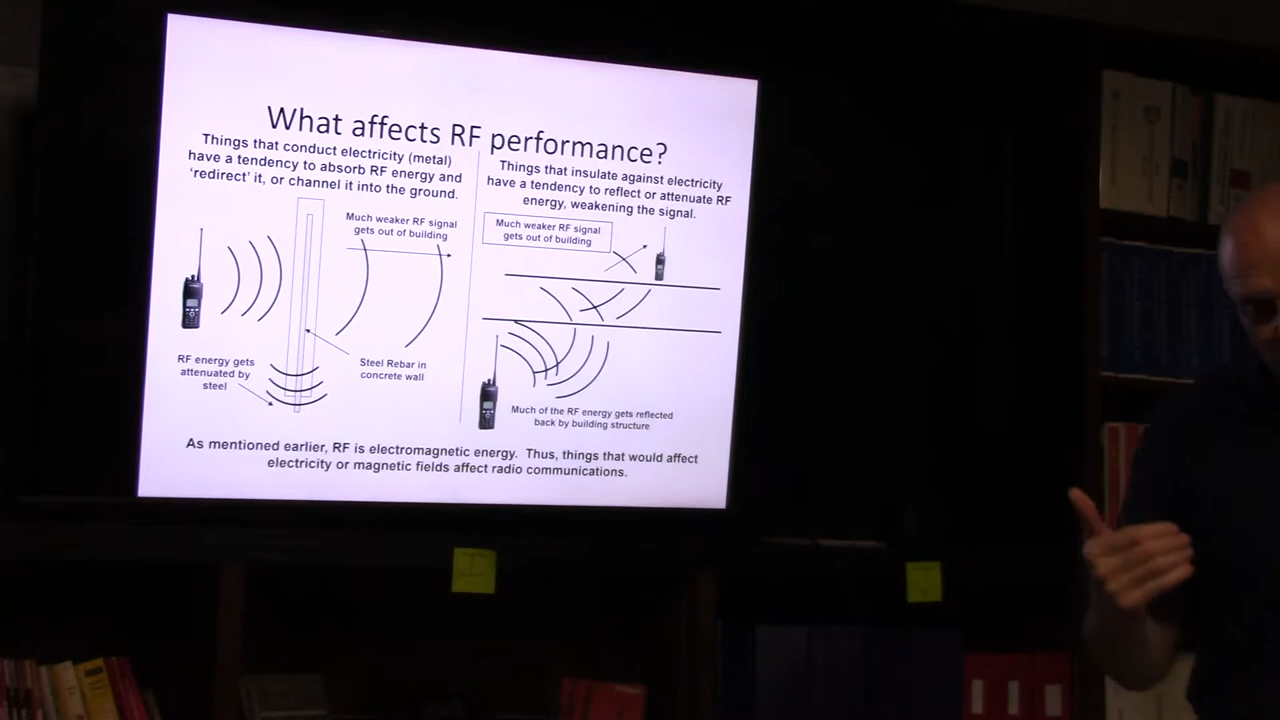 What affects RF performance?
Things that conduct electricity (metal)
have a tendency to absorb RF energy and
‘redirect’ it, or channel it into the ground.
Much weaker RF signal
gets out of building
RF energy gets
attenuated by
steel
Steel Rebar in
concrete wall
Things that insulate against electricity
have a tendency to reflect or attenuate RF
energy, weakening the signal.
Much weaker RF signal
gets out of building
Much of the RF energy gets reflected
back by building structure
As mentioned earlier, RF is electromagnetic energy.  Thus, things that would affect
electricity or magnetic fields affect radio communications.